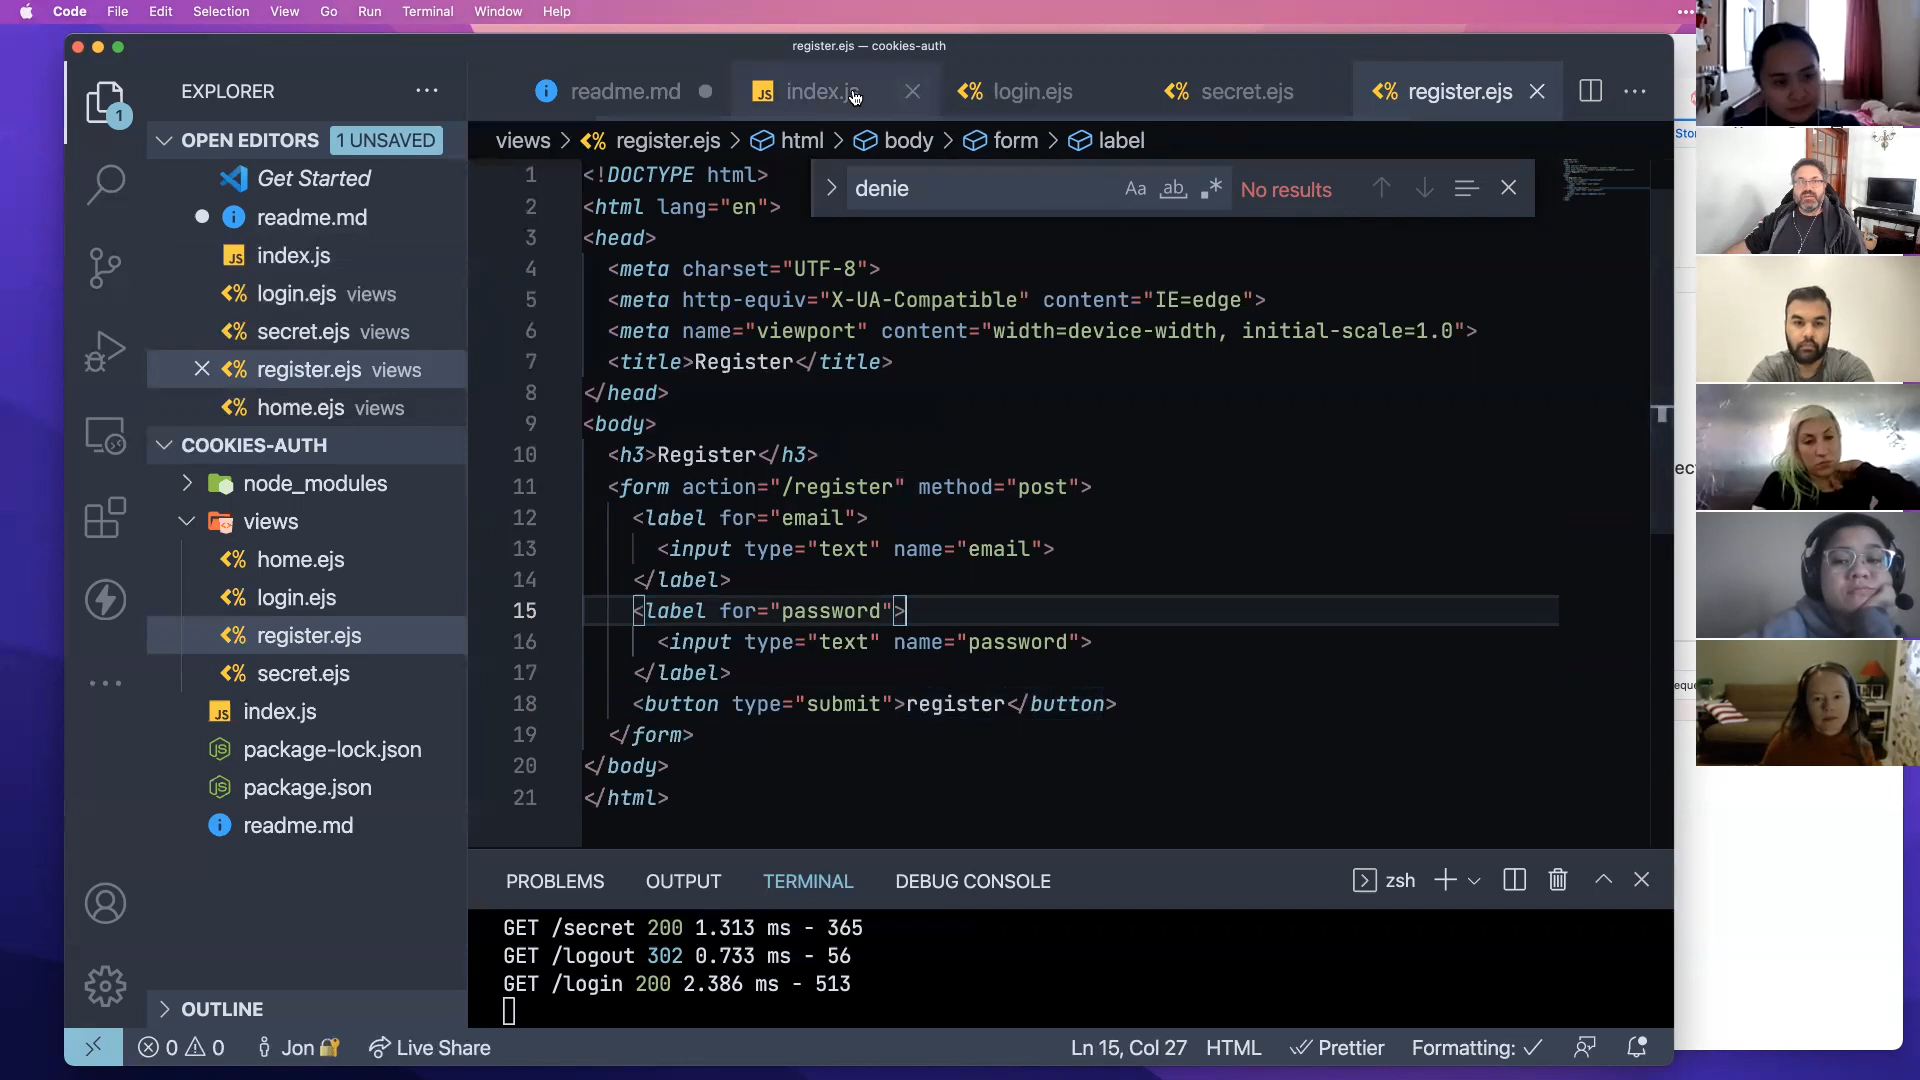 Code File Edit Selection View Go Run Terminal Window Help
register.ejs — cookies-auth
EXPLORER
readme.md
index.js
login.ejs
secret.ejs
register.ejs
OPEN EDITORS 1 UNSAVED
Get Started
readme.md
index.js
login.ejs views
secret.ejs views
register.ejs views
home.ejs views
COOKIES-AUTH
node_modules
views
home.ejs
login.ejs
register.ejs
secret.ejs
index.js
package-lock.json
package.json
readme.md
OUTLINE
1
views > register.ejs > html > body > form > label
denie Aa ab .* No results
1 <!DOCTYPE html>
2 <html lang="en">
3 <head>
4 <meta charset="UTF-8">
5 <meta http-equiv="X-UA-Compatible" content="IE=edge">
6 <meta name="viewport" content="width=device-width, initial-scale=1.0">
7 <title>Register</title>
8 </head>
9 <body>
10 <h3>Register</h3>
11 <form action="/register" method="post">
12 <label for="email">
13 <input type="text" name="email">
14 </label>
15 <label for="password">
16 <input type="text" name="password">
17 </label>
18 <button type="submit">register</button>
19 </form>
20 </body>
21 </html>
PROBLEMS OUTPUT TERMINAL DEBUG CONSOLE zsh
GET /secret 200 1.313 ms - 365
GET /logout 302 0.733 ms - 56
GET /login 200 2.386 ms - 513
0 0 Jon Live Share Ln 15, Col 27 HTML Prettier Formatting: